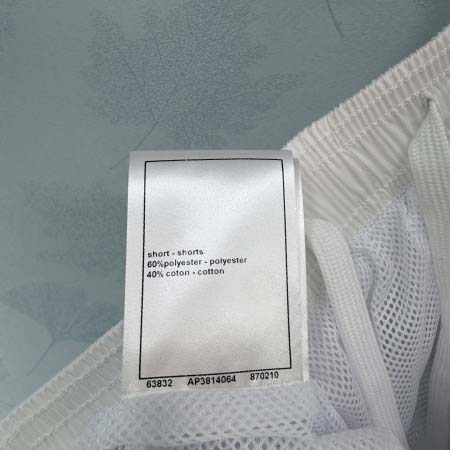 short - shorts
60%polyester - polyester
40% coton - cotton
63832 AP3814064 870210